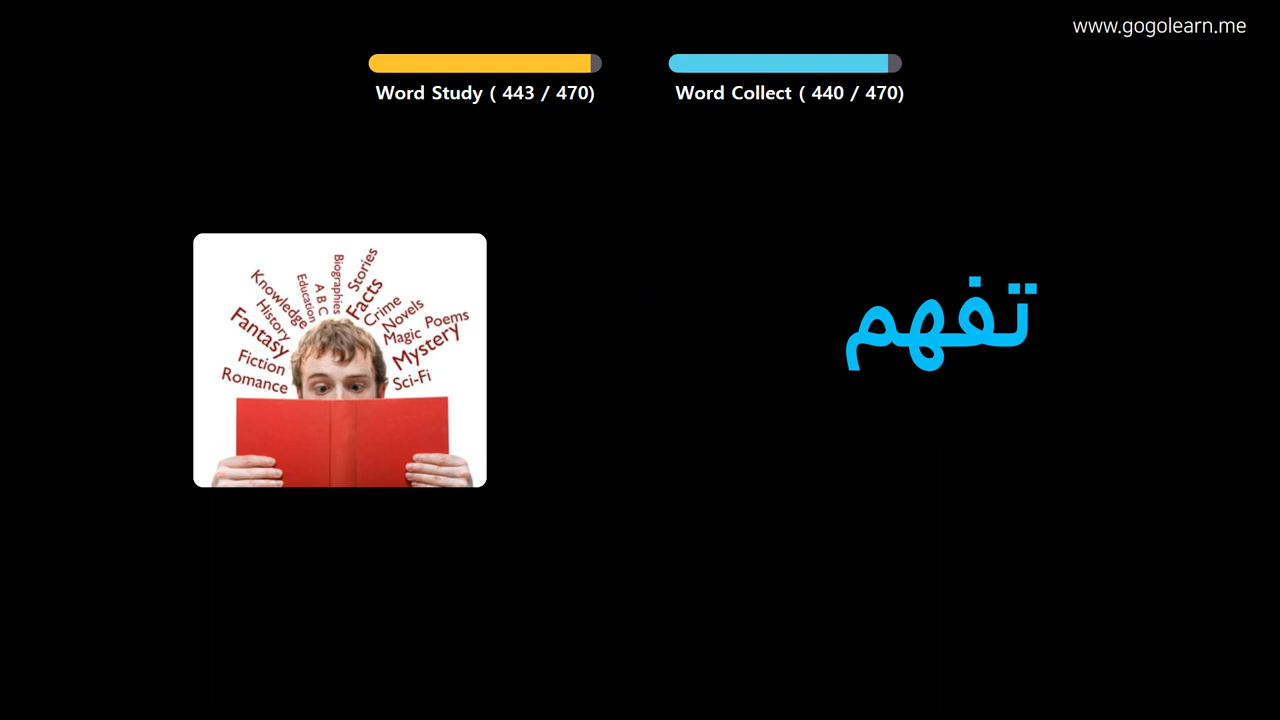 www.gogolearn.me
Word Study ( 443 / 470)
Word Collect ( 440 / 470)
Stories
Biographies
Facts
A B C
Education
Knowledge
Crime
History
Novels
Poems
Fantasy
Magic
Mystery
Fiction
Romance
Sci-Fi
تفهم